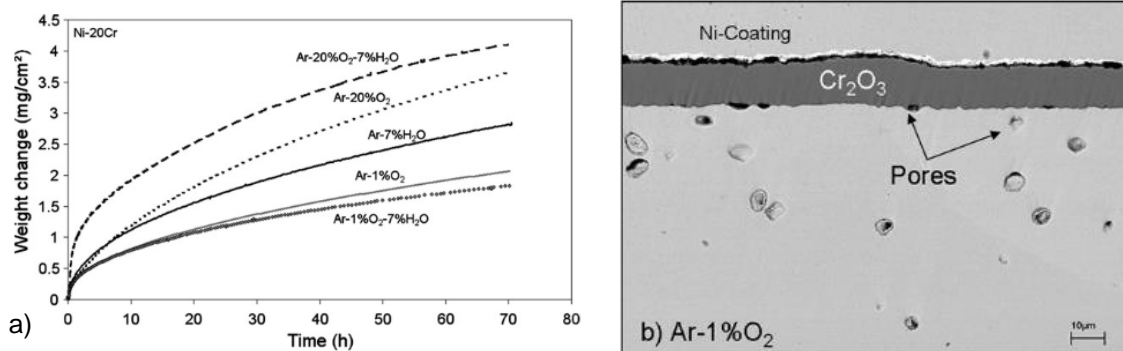 Ni-20Cr
Ar-20%O₂-7%H₂O
Ar-20%O₂
Ar-7%H₂O
Ar-1%O₂
Ar-1%O₂-7%H₂O
4.5
4
3.5
3
2.5
2
1.5
1
0.5
0
0 10 20 30 40 50 60 70 80
Weight change (mg/cm²)
Time (h)
a)
Ni-Coating
Cr₂O₃
Pores
b) Ar-1%O₂
10μm